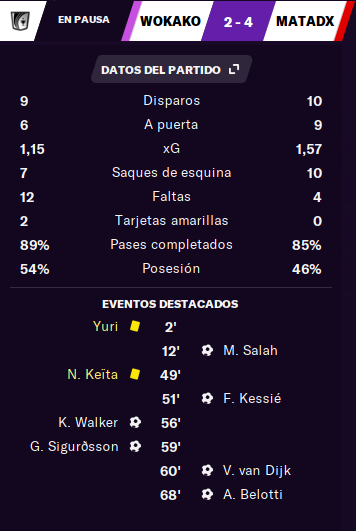 EN PAUSA WOKAKO 2 - 4 MATADX
DATOS DEL PARTIDO
9 Disparos 10
6 A puerta 9
1,15 xG 1,57
7 Saques de esquina 10
12 Faltas 4
2 Tarjetas amarillas 0
89% Pases completados 85%
54% Posesión 46%
EVENTOS DESTACADOS
Yuri 2'
12' M. Salah
N. Keïta 49'
51' F. Kessié
K. Walker 56'
G. Sigurðsson 59'
60' V. van Dijk
68' A. Belotti